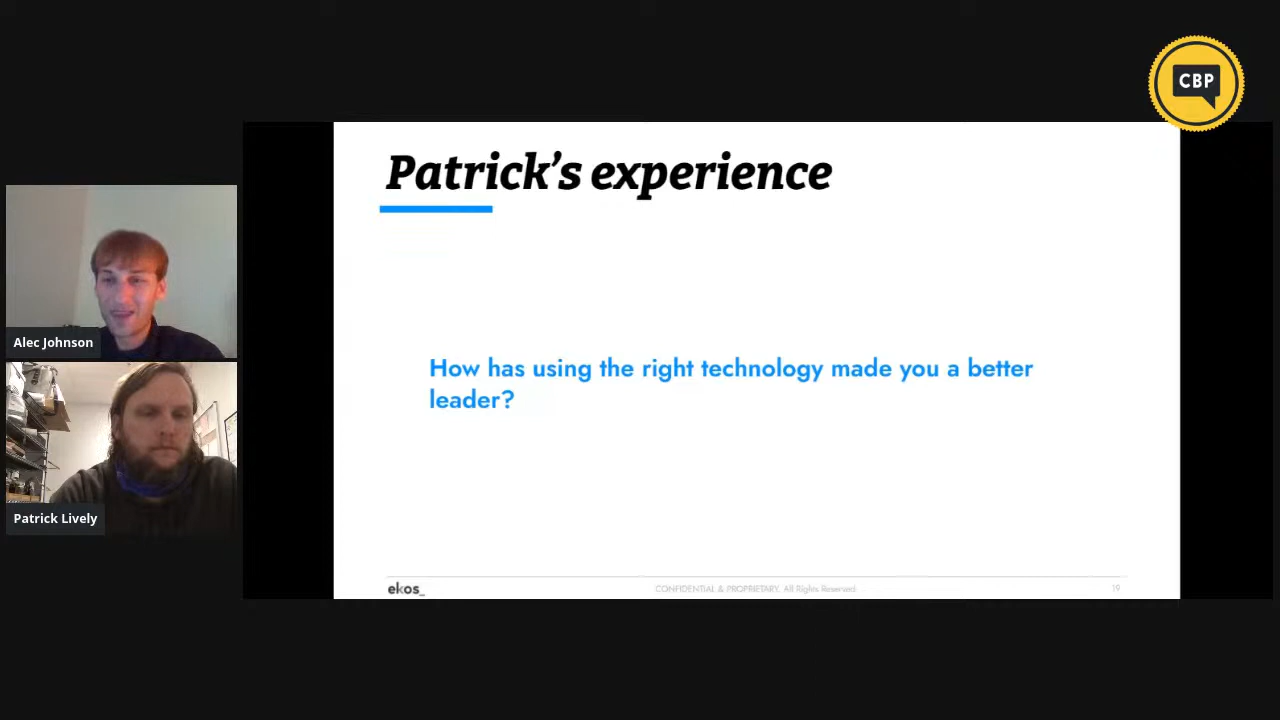 CBP
Patrick's experience
Alec Johnson
How has using the right technology made you a better
leader?
Patrick Lively
ekos_
CONFIDENTIAL & PROPRIETARY. All Rights Reserved.
19